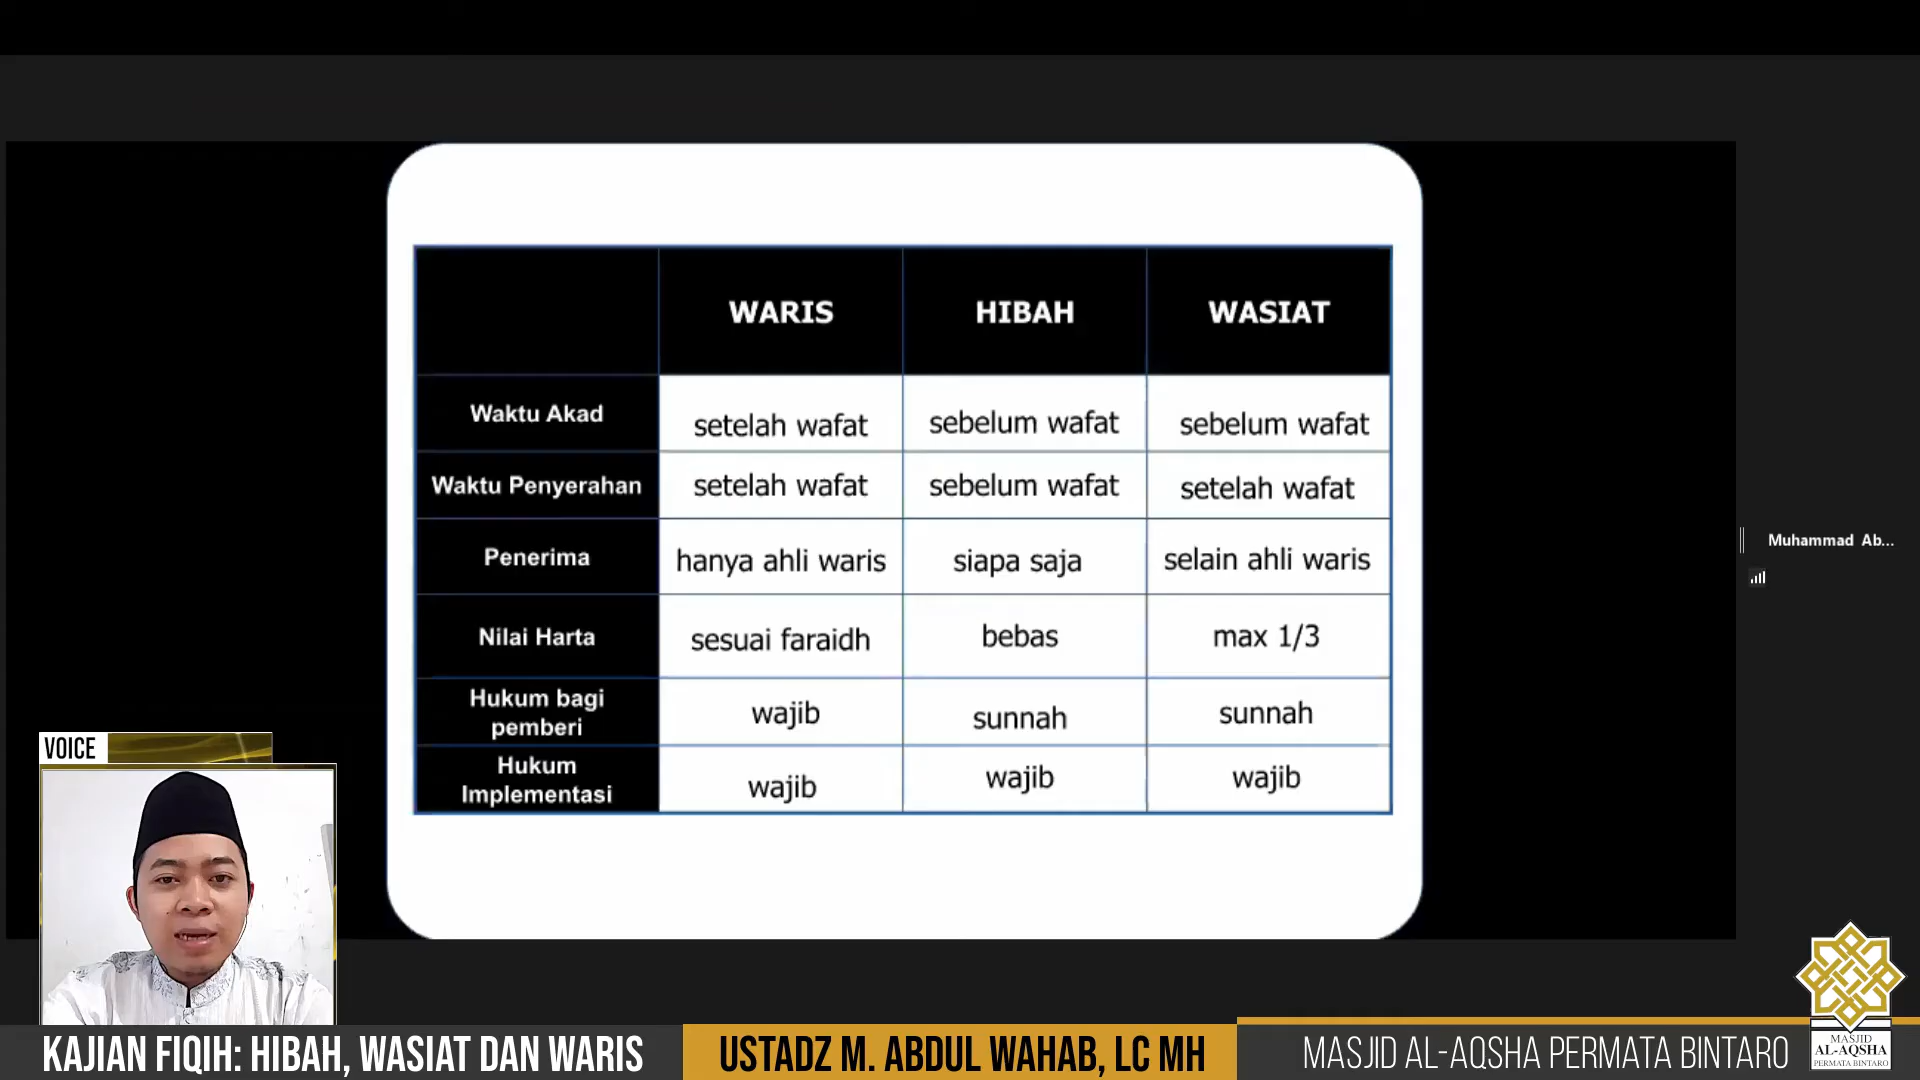 WARIS HIBAH WASIAT
Waktu Akad setelah wafat sebelum wafat sebelum wafat
Waktu Penyerahan setelah wafat sebelum wafat setelah wafat
Penerima hanya ahli waris siapa saja selain ahli waris
Nilai Harta sesuai faraidh bebas max 1/3
Hukum bagi
pemberi wajib sunnah sunnah
Hukum
Implementasi wajib wajib wajib
Muhammad Ab...
VOICE
KAJIAN FIQIH: HIBAH, WASIAT DAN WARIS
USTADZ M. ABDUL WAHAB, LC MH
MASJID AL-AQSHA PERMATA BINTARO
MASJID
AL-AQSHA
PERMATA BINTARO